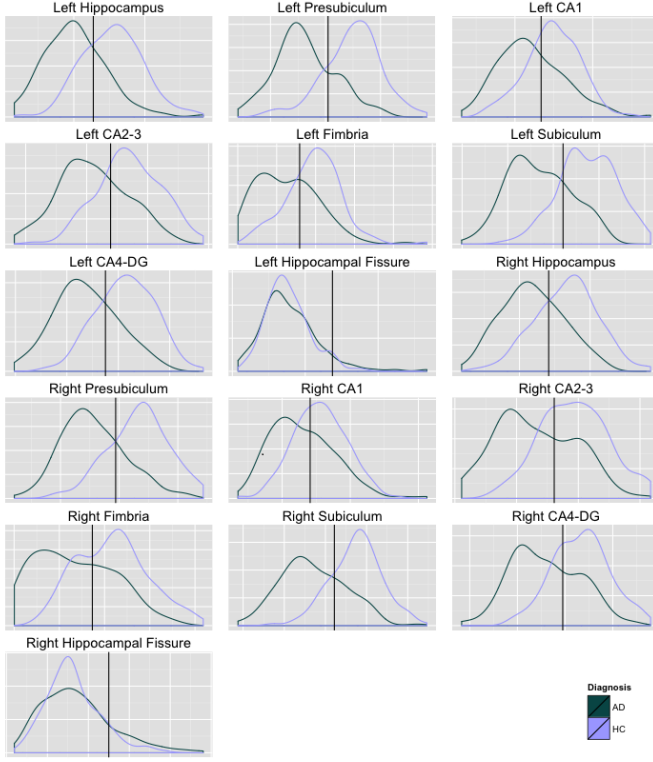 Left Hippocampus
Left Presubiculum
Left CA1
Left CA2-3
Left Fimbria
Left Subiculum
Left CA4-DG
Left Hippocampal Fissure
Right Hippocampus
Right Presubiculum
Right CA1
Right CA2-3
Right Fimbria
Right Subiculum
Right CA4-DG
Right Hippocampal Fissure
Diagnosis
AD
HC